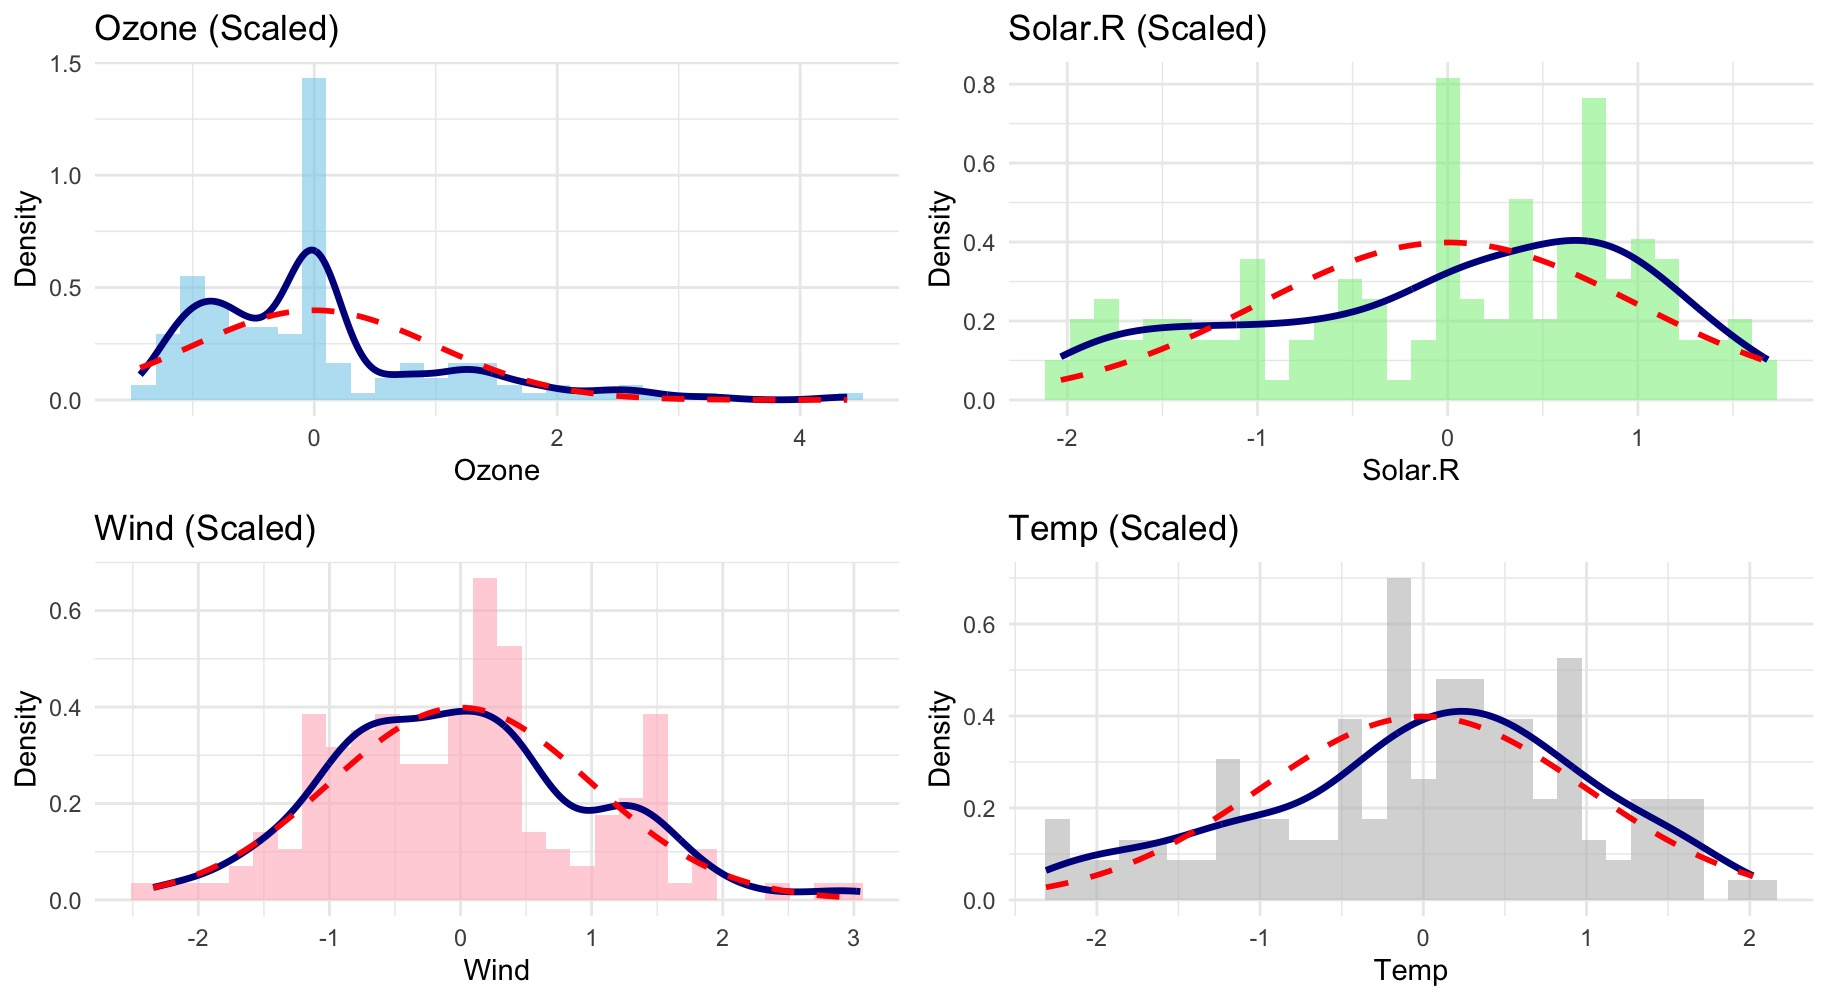 Ozone (Scaled)
1.5
1.0
0.5
0.0
Density
0
2
4
Ozone
Solar.R (Scaled)
0.8
0.6
0.4
0.2
0.0
Density
-2
-1
0
1
Solar.R
Wind (Scaled)
0.6
0.4
0.2
0.0
Density
-2
-1
0
1
2
3
Wind
Temp (Scaled)
0.6
0.4
0.2
0.0
Density
-2
-1
0
1
2
Temp